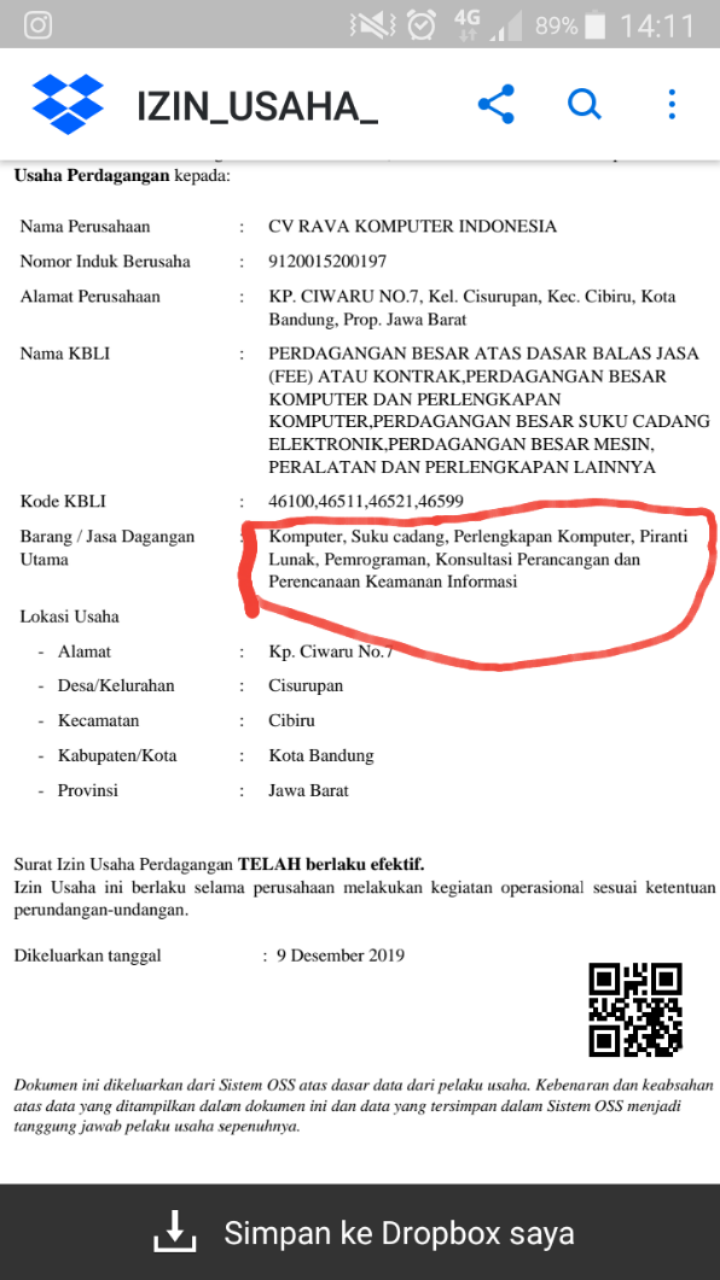 4G 89% 14:11
IZIN_USAHA_
Usaha Perdagangan kepada:
Nama Perusahaan : CV RAVA KOMPUTER INDONESIA
Nomor Induk Berusaha : 9120015200197
Alamat Perusahaan : KP. CIWARU NO.7, Kel. Cisurupan, Kec. Cibiru, Kota
Bandung, Prop. Jawa Barat
Nama KBLI : PERDAGANGAN BESAR ATAS DASAR BALAS JASA
(FEE) ATAU KONTRAK,PERDAGANGAN BESAR
KOMPUTER DAN PERLENGKAPAN
KOMPUTER,PERDAGANGAN BESAR SUKU CADANG
ELEKTRONIK,PERDAGANGAN BESAR MESIN,
PERALATAN DAN PERLENGKAPAN LAINNYA
Kode KBLI : 46100,46511,46521,46599
Barang / Jasa Dagangan : Komputer, Suku cadang, Perlengkapan Komputer, Piranti
Utama Lunak, Pemrograman, Konsultasi Perancangan dan
Perencanaan Keamanan Informasi
Lokasi Usaha
- Alamat : Kp. Ciwaru No.7
- Desa/Kelurahan : Cisurupan
- Kecamatan : Cibiru
- Kabupaten/Kota : Kota Bandung
- Provinsi : Jawa Barat
Surat Izin Usaha Perdagangan TELAH berlaku efektif.
Izin Usaha ini berlaku selama perusahaan melakukan kegiatan operasional sesuai ketentuan
perundangan-undangan.
Dikeluarkan tanggal : 9 Desember 2019
Dokumen ini dikeluarkan dari Sistem OSS atas dasar data dari pelaku usaha. Kebenaran dan keabsahan
atas data yang ditampilkan dalam dokumen ini dan data yang tersimpan dalam Sistem OSS menjadi
tanggung jawab pelaku usaha sepenuhnya.
Simpan ke Dropbox saya